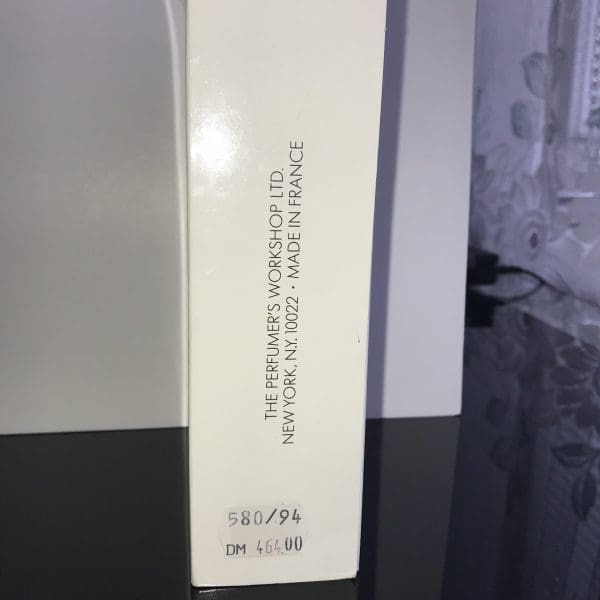 THE PERFUMER'S WORKSHOP LTD.
NEW YORK, N.Y. 10022 • MADE IN FRANCE
580/94
DM 464.00